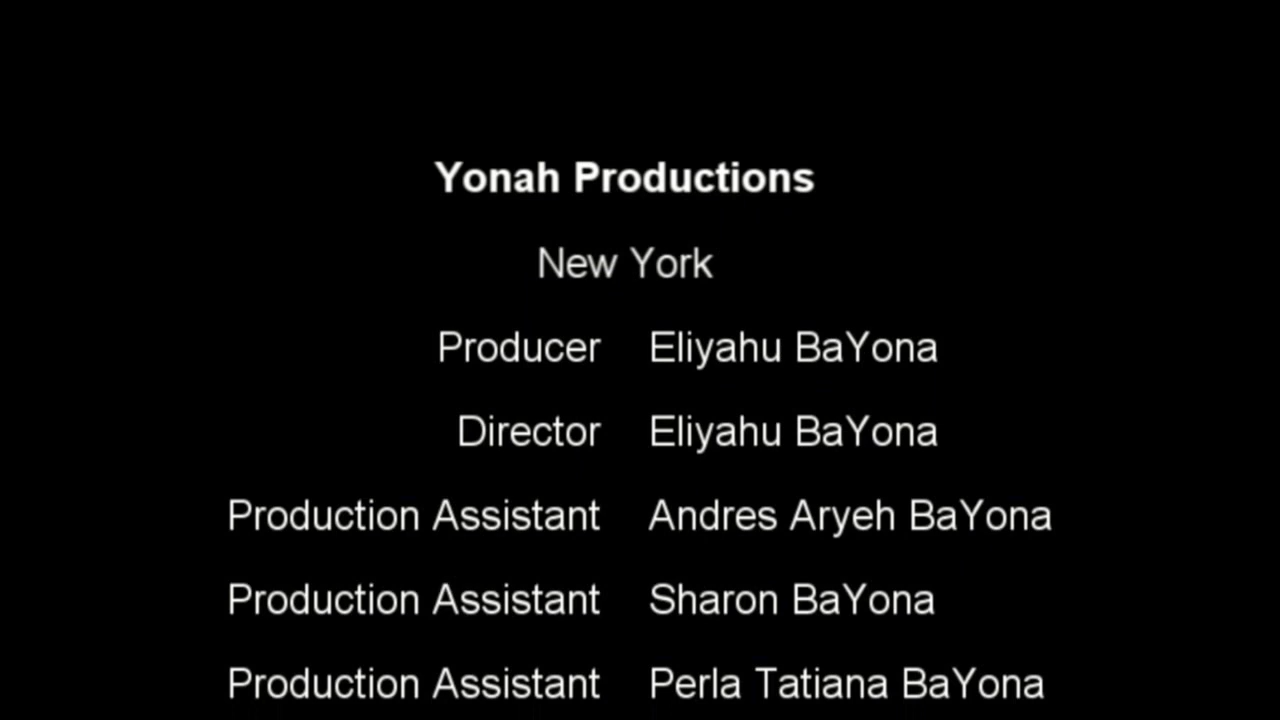 Yonah Productions
New York
Producer Eliyahu BaYona
Director Eliyahu BaYona
Production Assistant Andres Aryeh BaYona
Production Assistant Sharon BaYona
Production Assistant Perla Tatiana BaYona